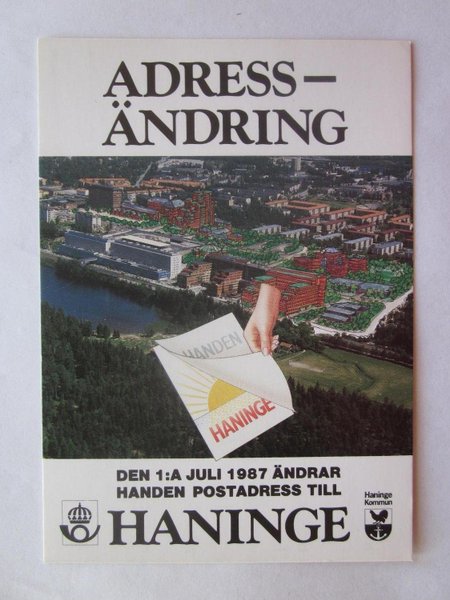 ADRESS–
ÄNDRING
HANDEN
HANINGE
DEN 1:A JULI 1987 ÄNDRAR
HANDEN POSTADRESS TILL
HANINGE
Haninge
Kommun